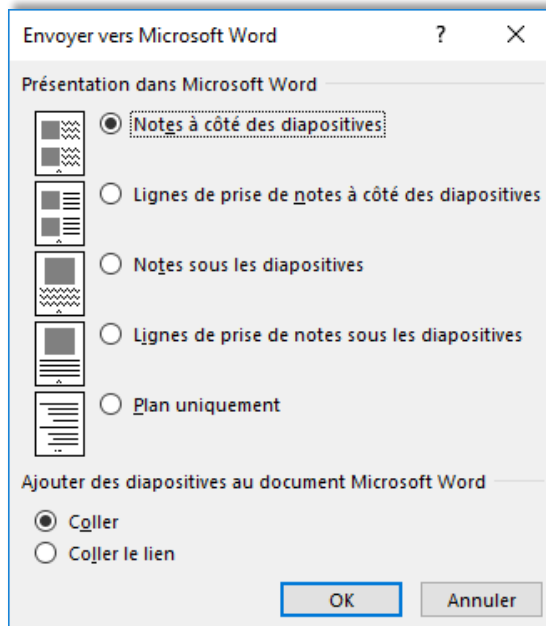 Envoyer vers Microsoft Word ? ×
Présentation dans Microsoft Word
Notes à côté des diapositives
Lignes de prise de notes à côté des diapositives
Notes sous les diapositives
Lignes de prise de notes sous les diapositives
Plan uniquement
Ajouter des diapositives au document Microsoft Word
Coller
Coller le lien
OK Annuler